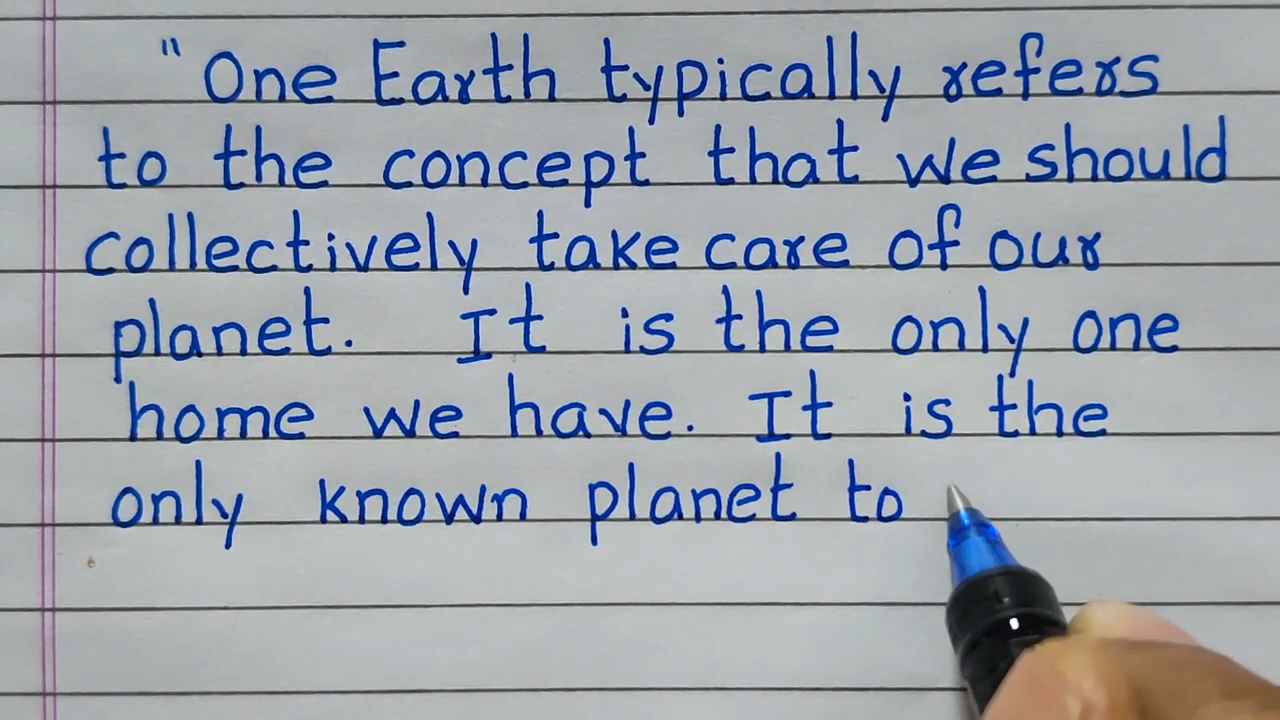 "One Earth typically refers
to the concept that we should
collectively take care of our
planet. It is the only one
home we have. It is the
only known planet to